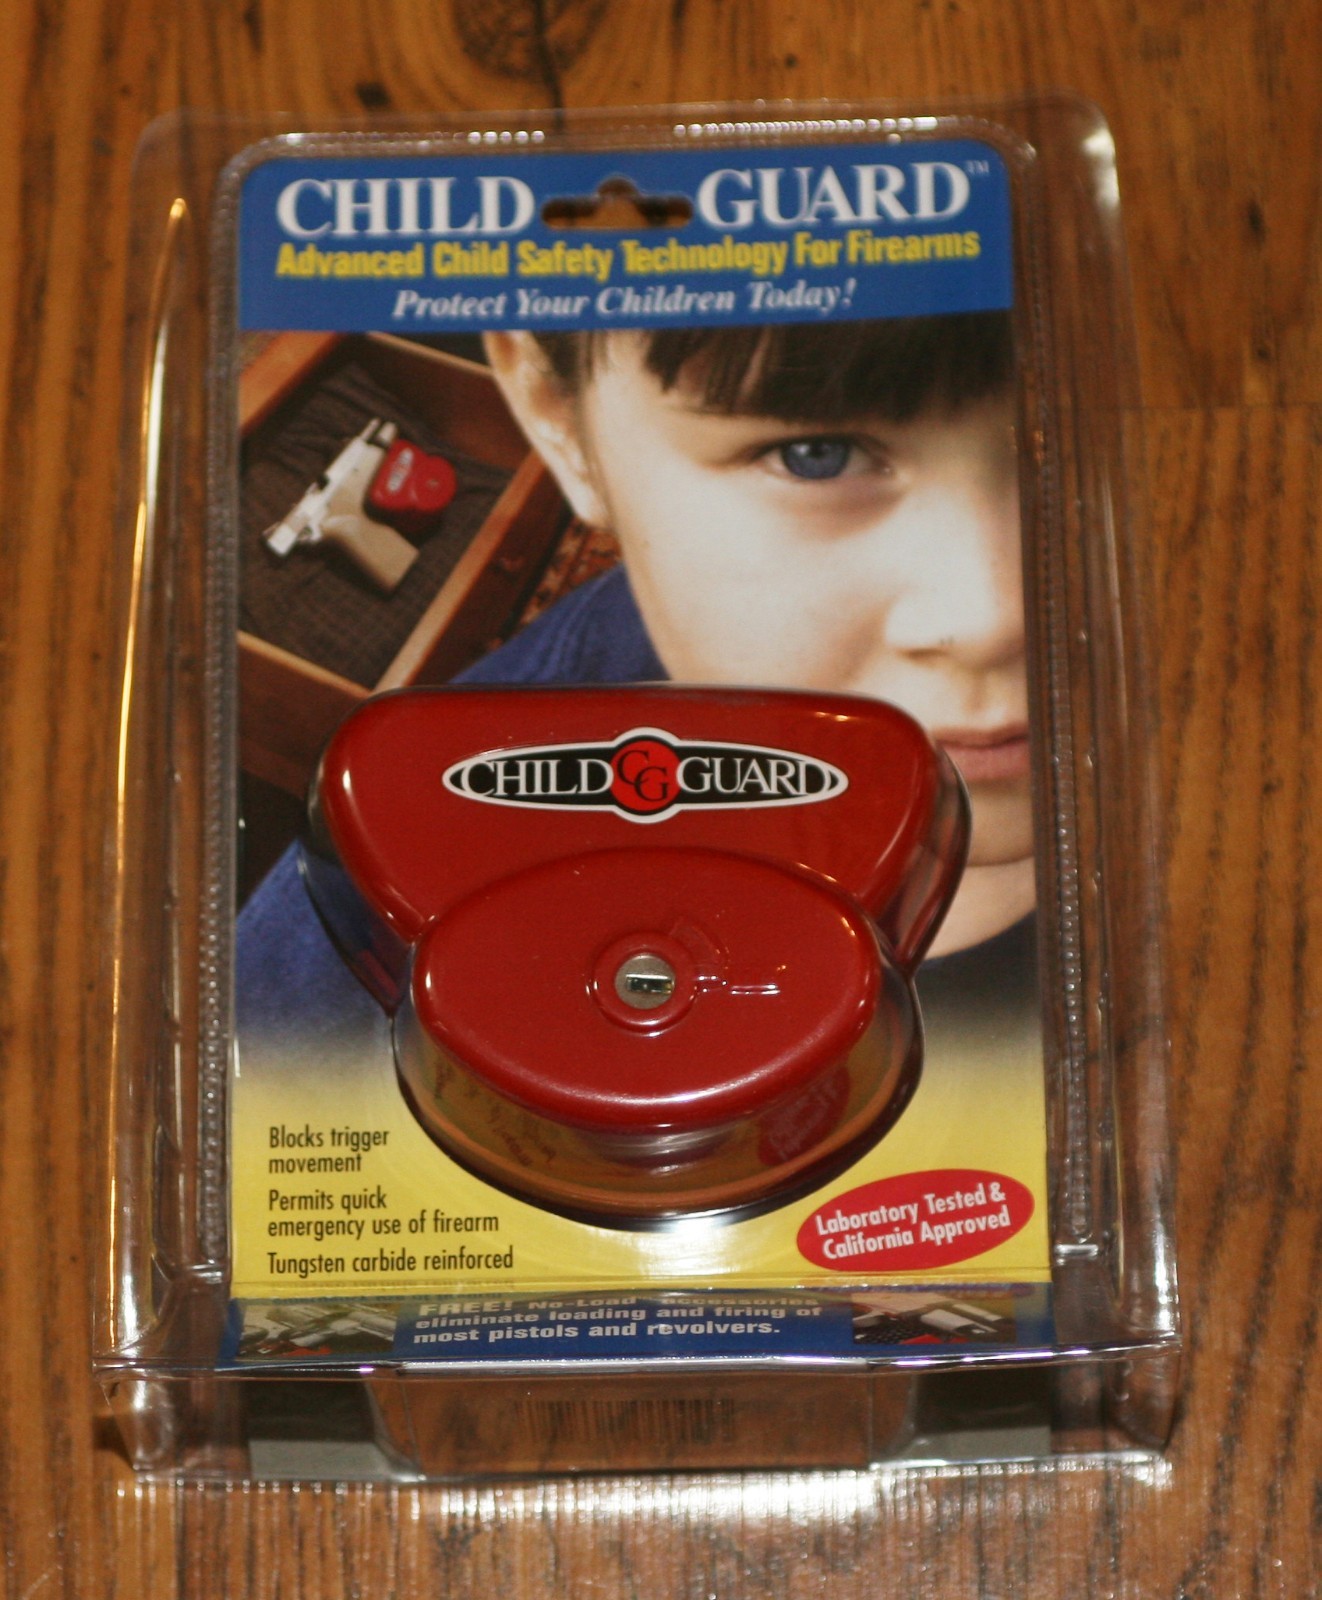 CHILD GUARD™
Advanced Child Safety Technology For Firearms
Protect Your Children Today!
CHILD CG GUARD
Blocks trigger
movement
Permits quick
emergency use of firearm
Tungsten carbide reinforced
Laboratory Tested &
California Approved
FREE! No-Load accessories
eliminate loading and firing of
most pistols and revolvers.